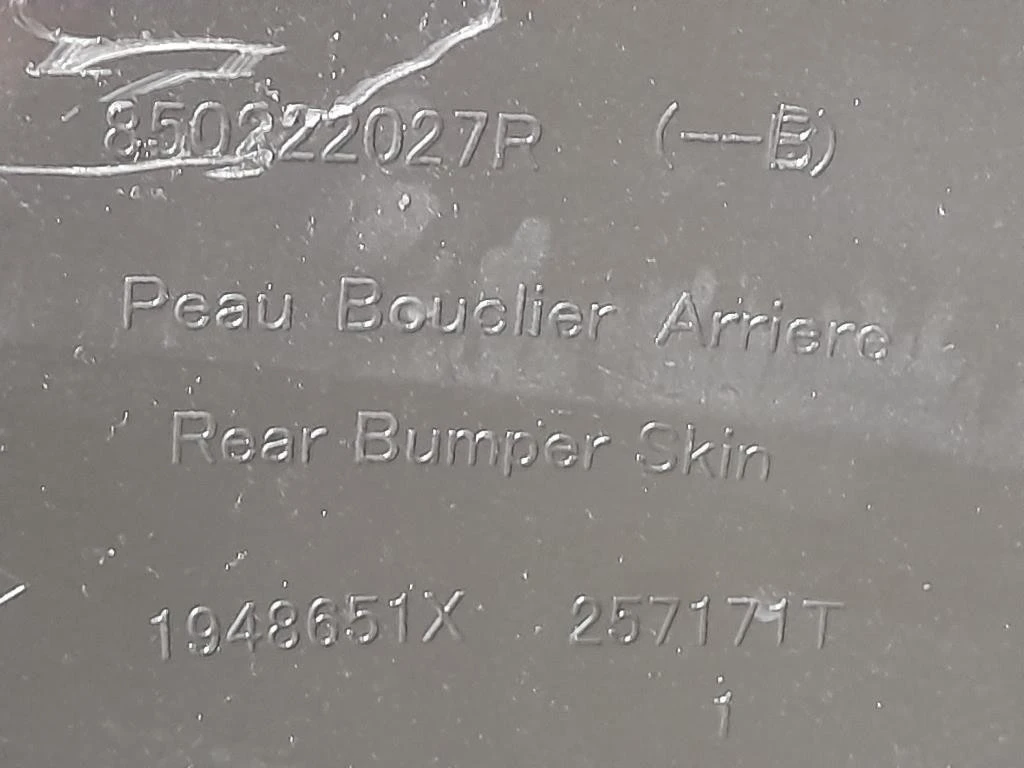 850222027R (--B)
Peau Bouclier Arriere
Rear Bumper Skin
1948651X 257171T
1